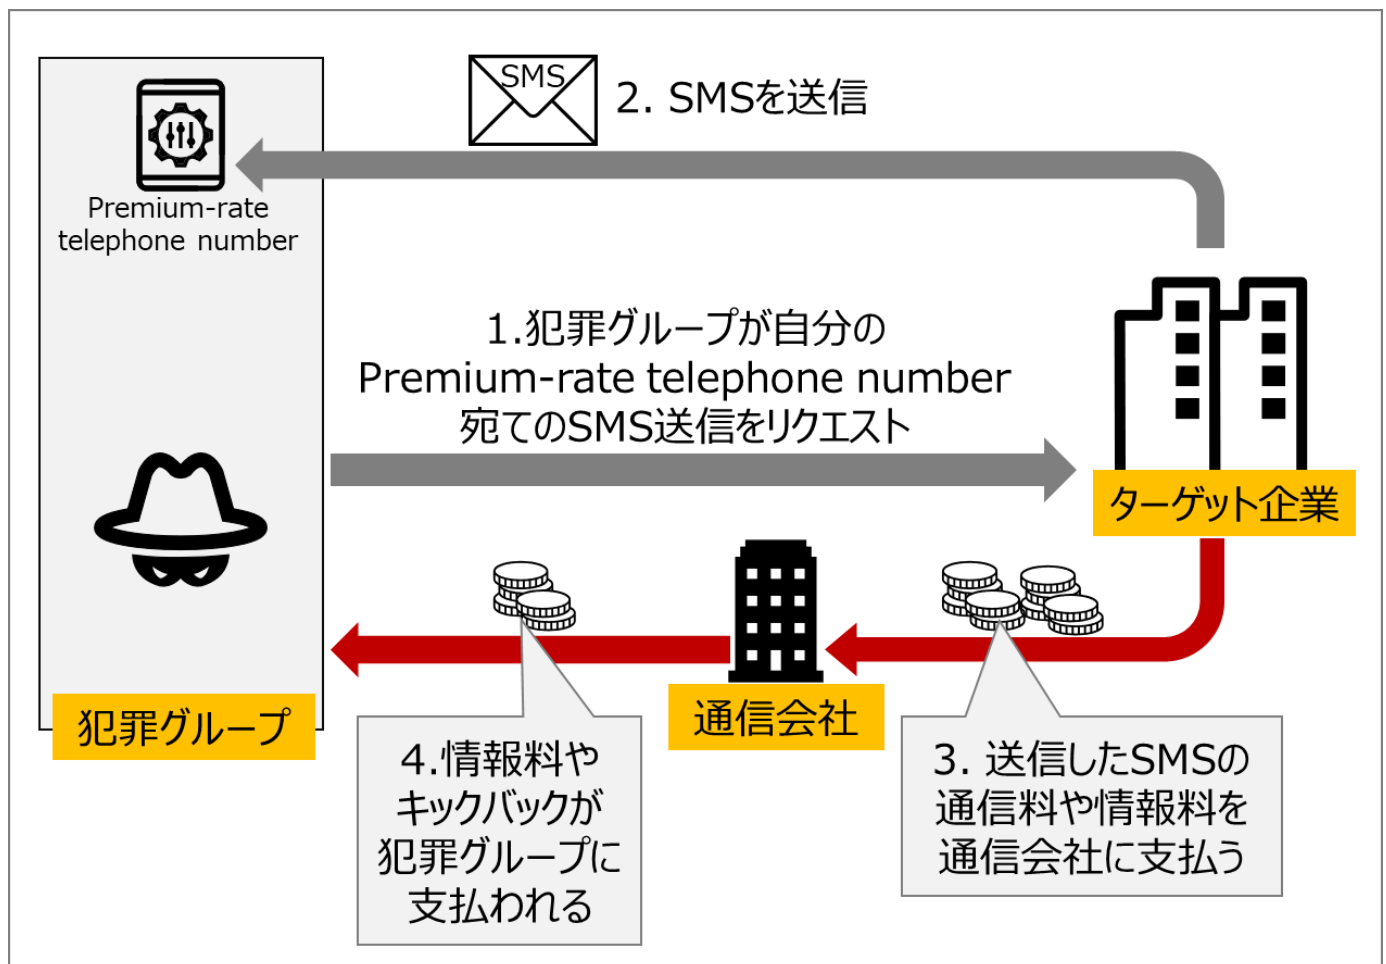 SMS
2. SMSを送信
Premium-rate
telephone number
1.犯罪グループが自分の
Premium-rate telephone number
宛てのSMS送信をリクエスト
ターゲット企業
犯罪グループ
通信会社
4.情報料や
キックバックが
犯罪グループに
支払われる
3. 送信したSMSの
通信料や情報料を
通信会社に支払う